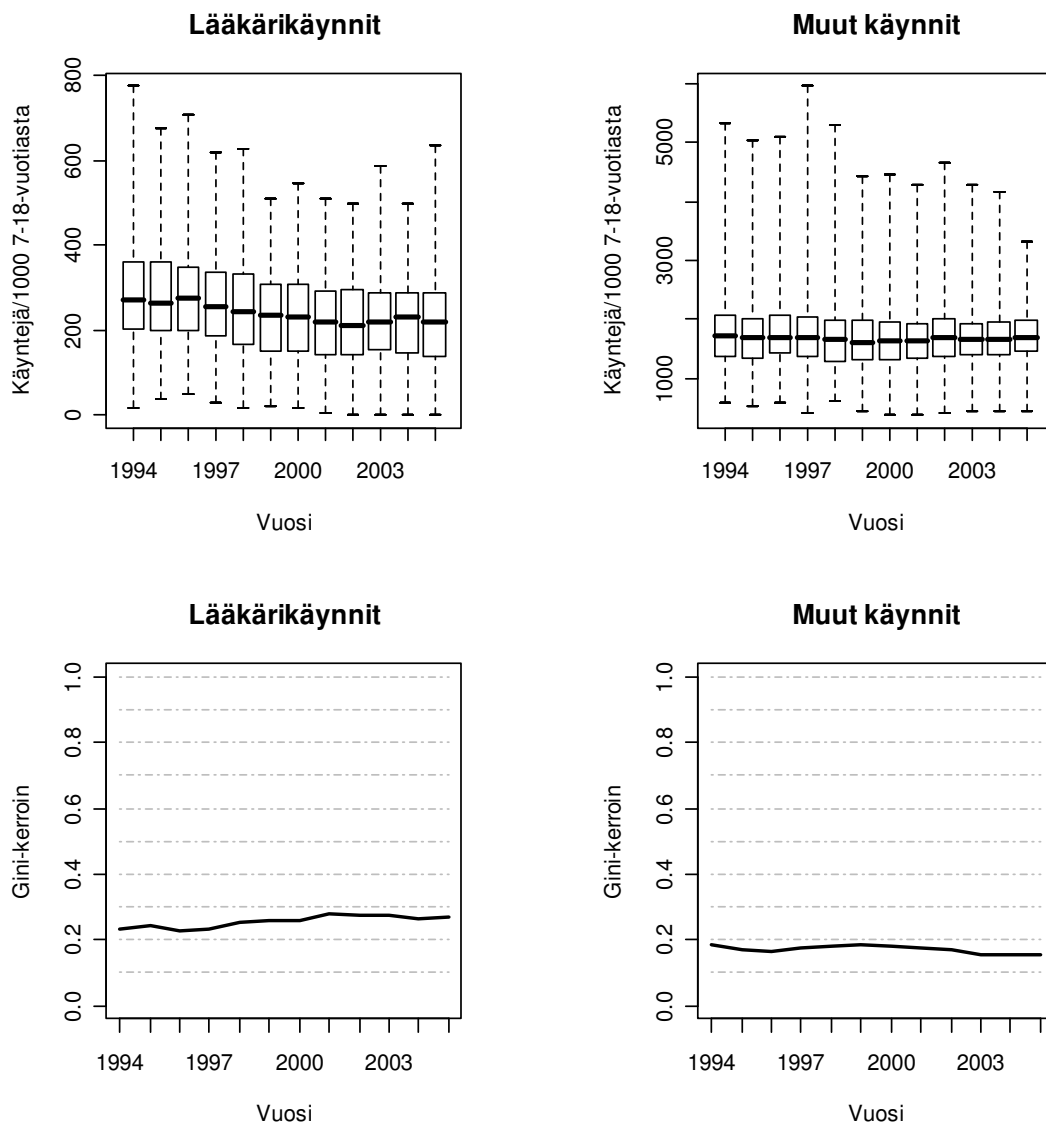 Lääkärikäynnit
Käyntejä/1000 7-18-vuotiasta
800
600
400
200
0
1994 1997 2000 2003
Vuosi
Muut käynnit
Käyntejä/1000 7-18-vuotiasta
5000
3000
1000
1994 1997 2000 2003
Vuosi
Lääkärikäynnit
Gini-kerroin
1.0
0.8
0.6
0.4
0.2
0.0
1994 1997 2000 2003
Vuosi
Muut käynnit
Gini-kerroin
1.0
0.8
0.6
0.4
0.2
0.0
1994 1997 2000 2003
Vuosi